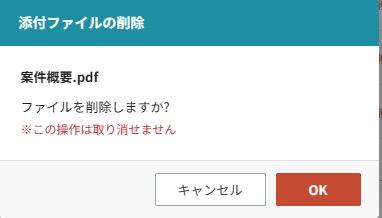 添付ファイルの削除
案件概要.pdf
ファイルを削除しますか?
※この操作は取り消せません
キャンセル
OK